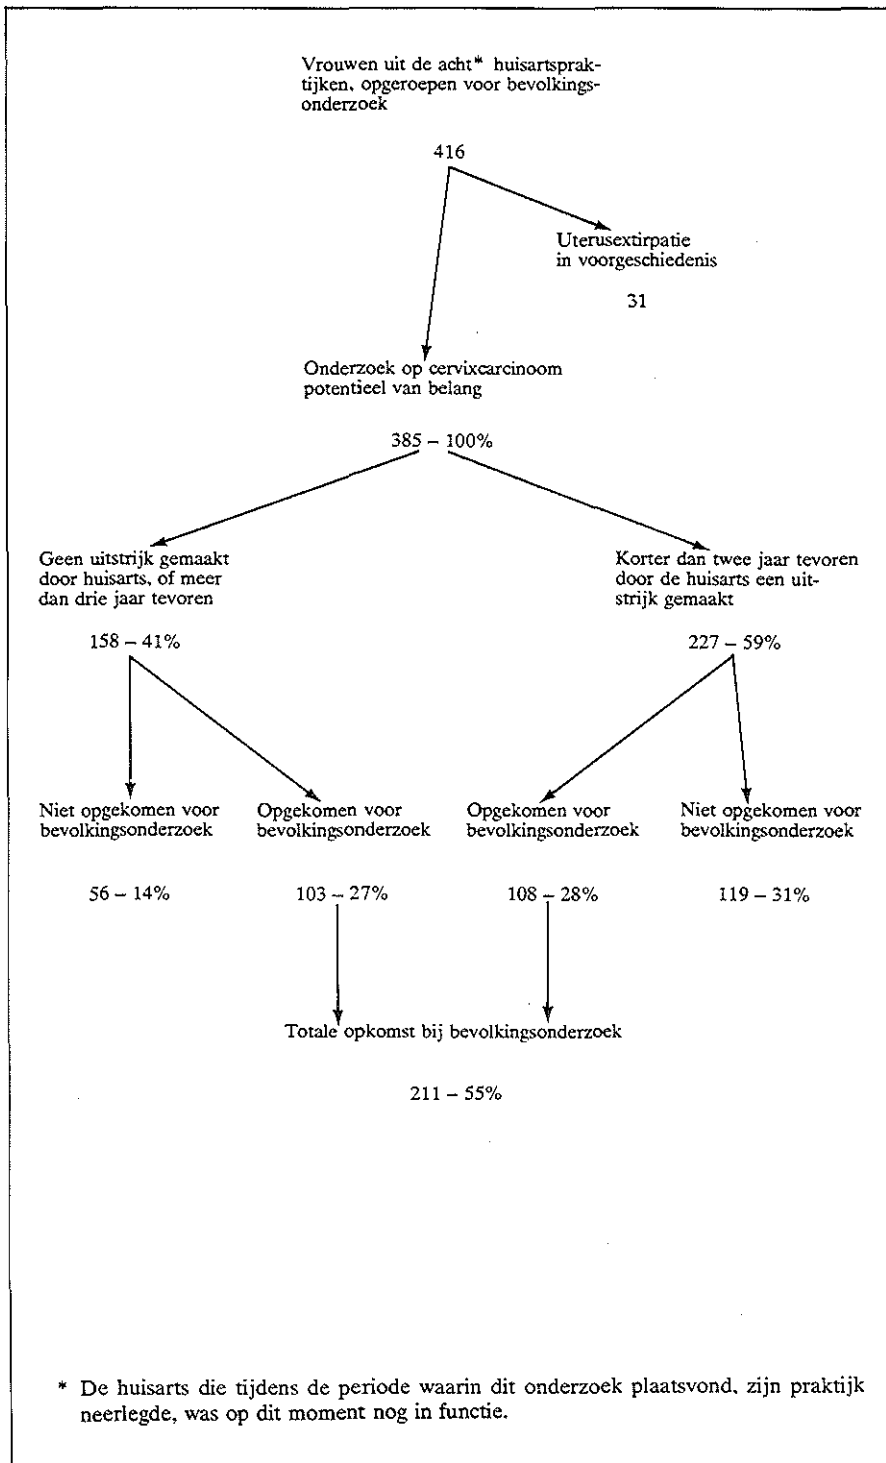 Vrouwen uit de acht* huisartsprak-
tijken, opgeroepen voor bevolkings-
onderzoek
416
Uterusextirpatie
in voorgeschiedenis
31
Onderzoek op cervixcarcinoom
potentieel van belang
385 – 100%
Geen uitstrijk gemaakt
door huisarts, of meer
dan drie jaar tevoren
158 – 41%
Korter dan twee jaar tevoren
door de huisarts een uit-
strijk gemaakt
227 – 59%
Niet opgekomen voor
bevolkingsonderzoek
56 – 14%
Opgekomen voor
bevolkingsonderzoek
103 – 27%
Opgekomen voor
bevolkingsonderzoek
108 – 28%
Niet opgekomen voor
bevolkingsonderzoek
119 – 31%
Totale opkomst bij bevolkingsonderzoek
211 – 55%
* De huisarts die tijdens de periode waarin dit onderzoek plaatsvond, zijn praktijk
neerlegde, was op dit moment nog in functie.